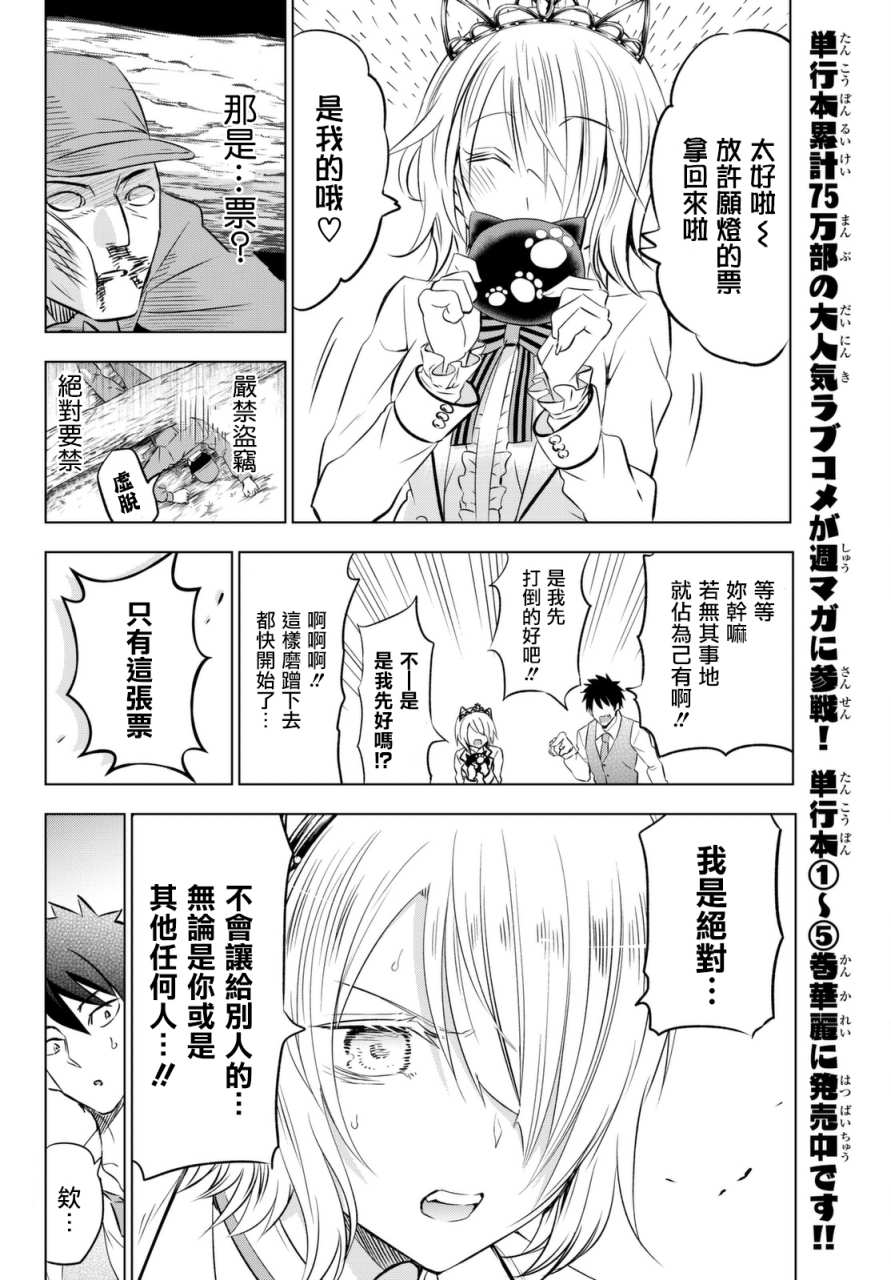 単行本累計75万部の大人気ラブコメが週マガに参戦！ 単行本①〜⑤巻華麗に発売中です!!
たんこうぼんるいけい まんぶ だいにんき しゅう さんせん たんこうぼん かんかれい はつばいちゅう
太好啦〜
放許願燈的票
拿回來啦
是我的哦♡
那是…票?
嚴禁盜竊
絕對要禁
虛脫
等等
妳幹嘛
若無其事地
就佔為己有啊!!
是我先
打倒的好吧!!
不—是
是我先好嗎!?
啊啊啊!!
這樣磨蹭下去
都快開始了…
只有這張票
我是絕對…
不會讓給別人的…
無論是你或是
其他任何人…!!
欸…